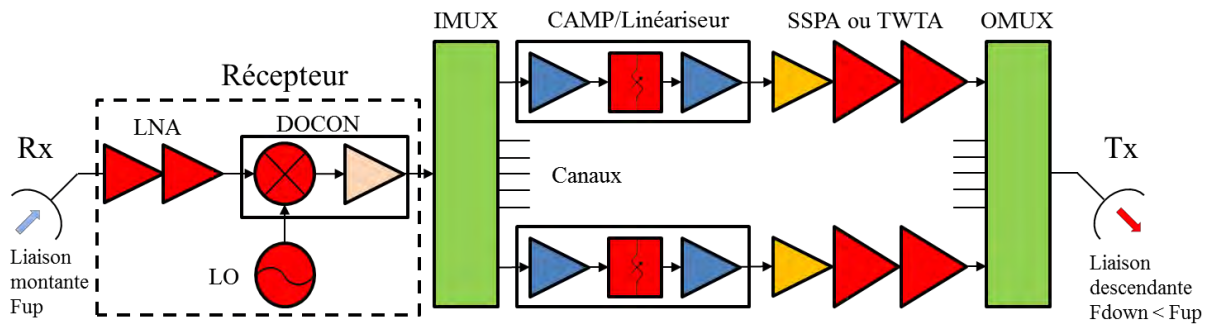 IMUX
CAMP/Linéariseur
SSPA ou TWTA
OMUX
Récepteur
LNA
DOCON
Rx
Tx
Canaux
LO
Liaison
montante
Fup
Liaison
descendante
Fdown < Fup